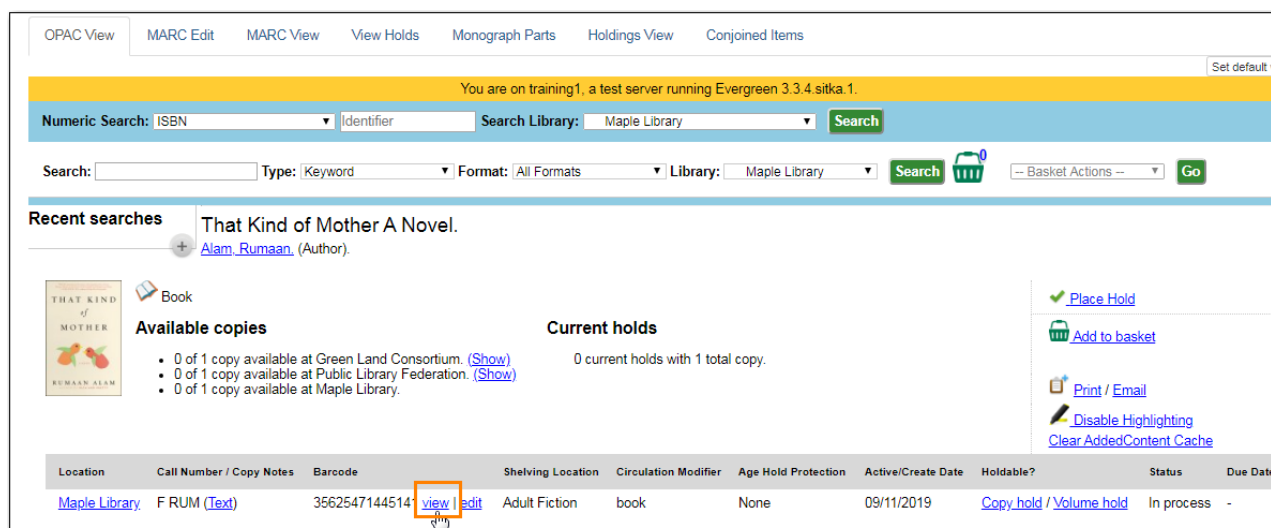 OPAC View MARC Edit MARC View View Holds Monograph Parts Holdings View Conjoined Items
Set default
You are on training1, a test server running Evergreen 3.3.4.sitka.1.
Numeric Search: ISBN Identifier Search Library: Maple Library Search
0
Search: Type: Keyword Format: All Formats Library: Maple Library Search -- Basket Actions -- Go
Recent searches
That Kind of Mother A Novel.
+
Alam, Rumaan. (Author).
THAT KIND
of
MOTHER
RUMAAN ALAM
Book
Available copies
0 of 1 copy available at Green Land Consortium. (Show)
0 of 1 copy available at Public Library Federation. (Show)
0 of 1 copy available at Maple Library.
Current holds
0 current holds with 1 total copy.
Place Hold
Add to basket
Print / Email
Disable Highlighting
Clear AddedContent Cache
Location Call Number / Copy Notes Barcode Shelving Location Circulation Modifier Age Hold Protection Active/Create Date Holdable? Status Due Date
Maple Library F RUM (Text) 35625471445141 view | edit Adult Fiction book None 09/11/2019 Copy hold / Volume hold In process -